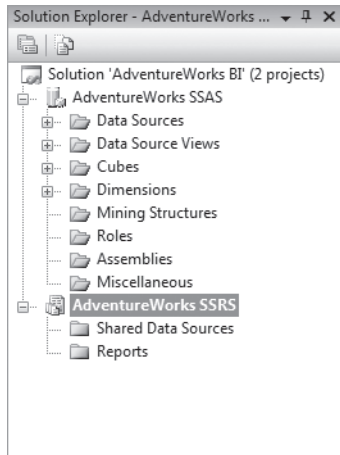 Solution Explorer - AdventureWorks ...
Solution 'AdventureWorks BI' (2 projects)
AdventureWorks SSAS
Data Sources
Data Source Views
Cubes
Dimensions
Mining Structures
Roles
Assemblies
Miscellaneous
AdventureWorks SSRS
Shared Data Sources
Reports